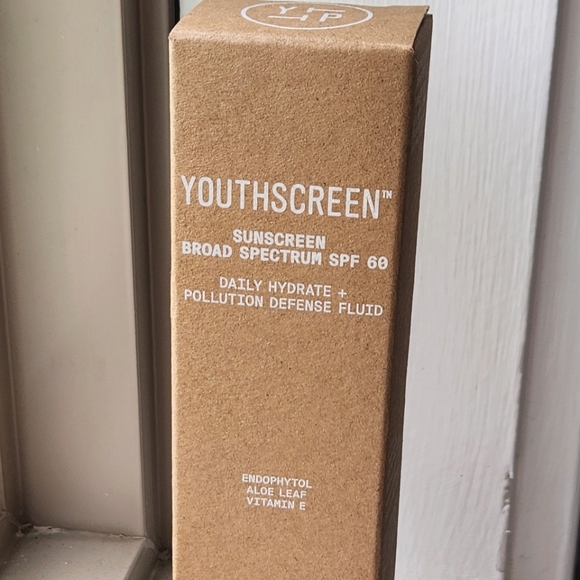 Y
P
YOUTHSCREEN™
SUNSCREEN
BROAD SPECTRUM SPF 60
DAILY HYDRATE +
POLLUTION DEFENSE FLUID
ENDOPHYTOL
ALOE LEAF
VITAMIN E